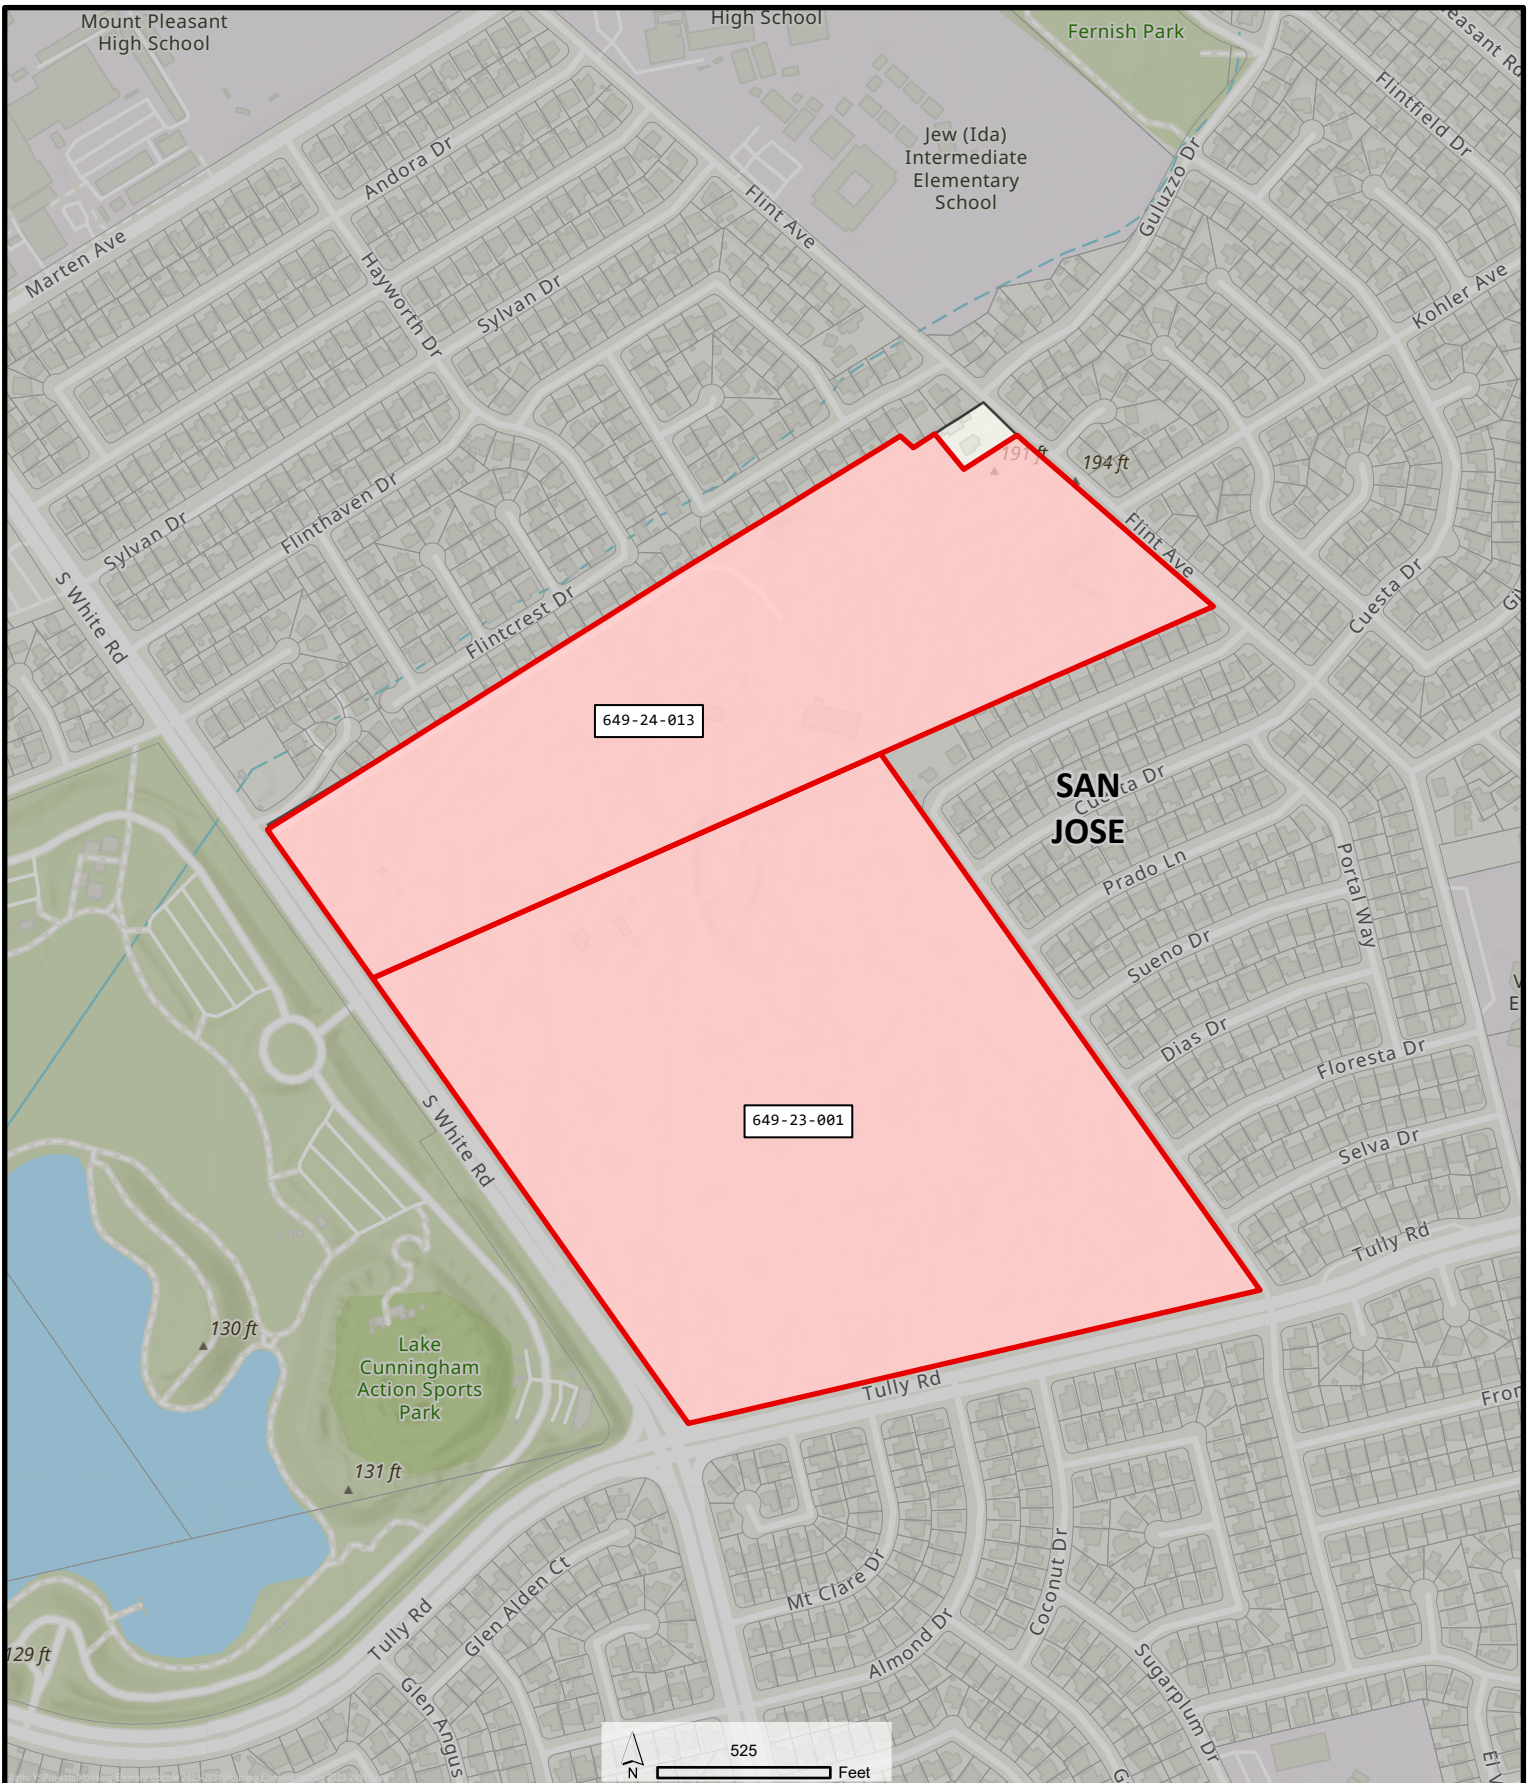 Mount Pleasant
High School
High School
Fernish Park
Flintfield Dr
Jew (Ida)
Intermediate
Elementary
School
Andora Dr
Guluzzo Dr
Flint Ave
Marten Ave
Hayworth Dr
Sylvan Dr
Kohler Ave
191 ft
194 ft
Sylvan Dr
Flinthaven Dr
Flint Ave
S White Rd
Flintcrest Dr
Cuesta Dr
649-24-013
SAN
JOSE
Cuesta Dr
Prado Ln
Portal Way
Sueno Dr
Dias Dr
Floresta Dr
649-23-001
S White Rd
Selva Dr
Tully Rd
130 ft
Lake
Cunningham
Action Sports
Park
Tully Rd
131 ft
Glen Alden Ct
Mt Clare Dr
Coconut Dr
Almond Dr
Tully Rd
129 ft
Sugarplum Dr
Glen Angus
525
N
Feet